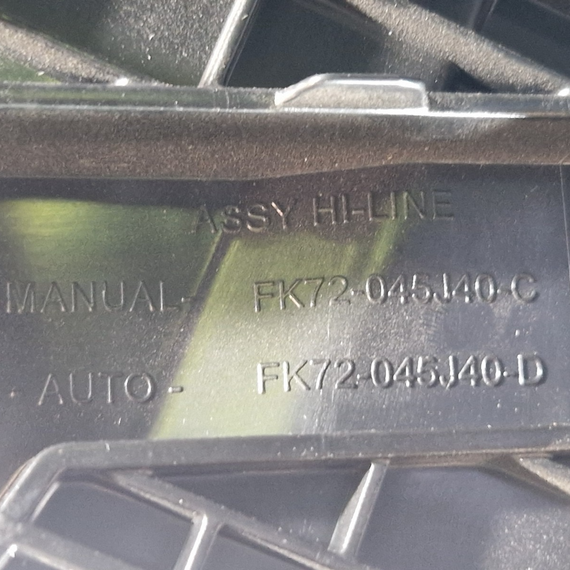 ASSY HI-LINE
MANUAL- FK72-045J40-C
AUTO - FK72-045J40-D